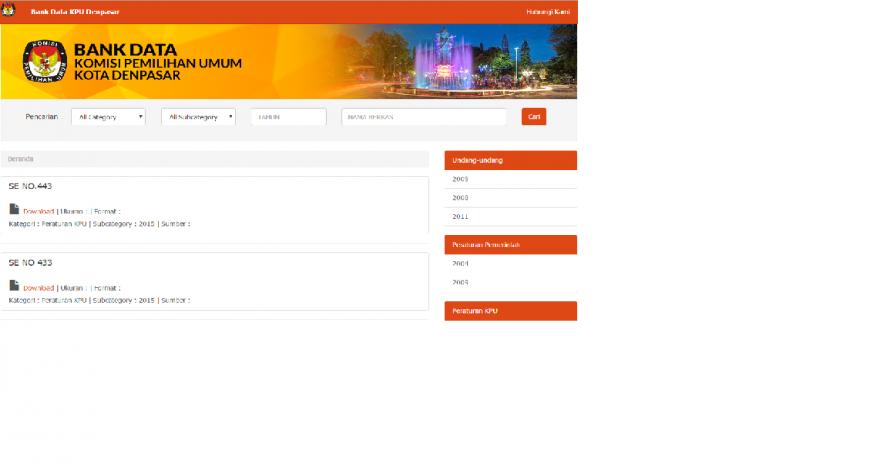 Bank Data KPU Denpasar
Hubungi Kami
KOMISI
PEMILIHAN UMUM
BANK DATA
KOMISI PEMILIHAN UMUM
KOTA DENPASAR
Pencarian
All Category
All Subcategory
TAHUN
NAMA BERKAS
Cari
Beranda
SE NO.443
Download | Ukuran : | Format :
Kategori : Peraturan KPU | Subcategory : 2015 | Sumber :
SE NO 433
Download | Ukuran : | Format :
Kategori : Peraturan KPU | Subcategory : 2015 | Sumber :
Undang-undang
2008
2011
Peraturan Pemerintah
2004
Peraturan KPU